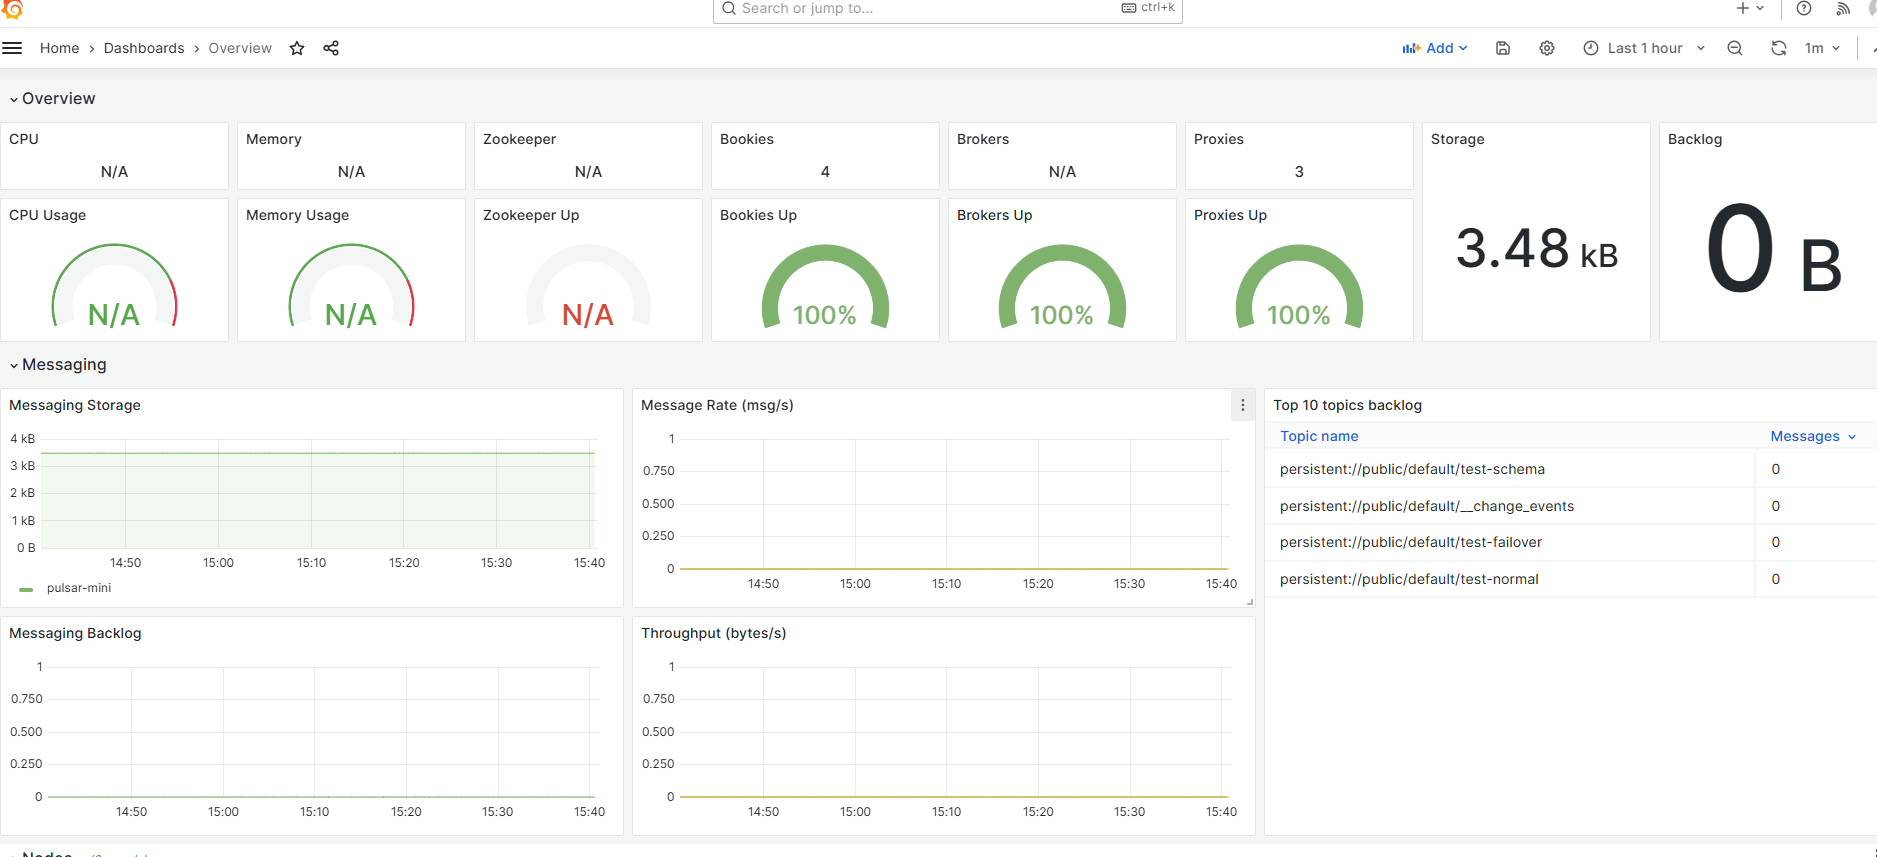 Search or jump to... ctrl+k
Home › Dashboards › Overview Add Last 1 hour 1m
Overview
CPU Memory Zookeeper Bookies Brokers Proxies Storage Backlog
N/A N/A N/A 4 N/A 3
3.48 kB 0 B
CPU Usage Memory Usage Zookeeper Up Bookies Up Brokers Up Proxies Up
N/A N/A N/A 100% 100% 100%
Messaging
Messaging Storage
4 kB
3 kB
2 kB
1 kB
0 B
14:50 15:00 15:10 15:20 15:30 15:40
pulsar-mini
Message Rate (msg/s)
1
0.750
0.500
0.250
0
14:50 15:00 15:10 15:20 15:30 15:40
Top 10 topics backlog
Topic name Messages
persistent://public/default/test-schema 0
persistent://public/default/__change_events 0
persistent://public/default/test-failover 0
persistent://public/default/test-normal 0
Messaging Backlog
1
0.750
0.500
0.250
0
14:50 15:00 15:10 15:20 15:30 15:40
Throughput (bytes/s)
1
0.750
0.500
0.250
0
14:50 15:00 15:10 15:20 15:30 15:40